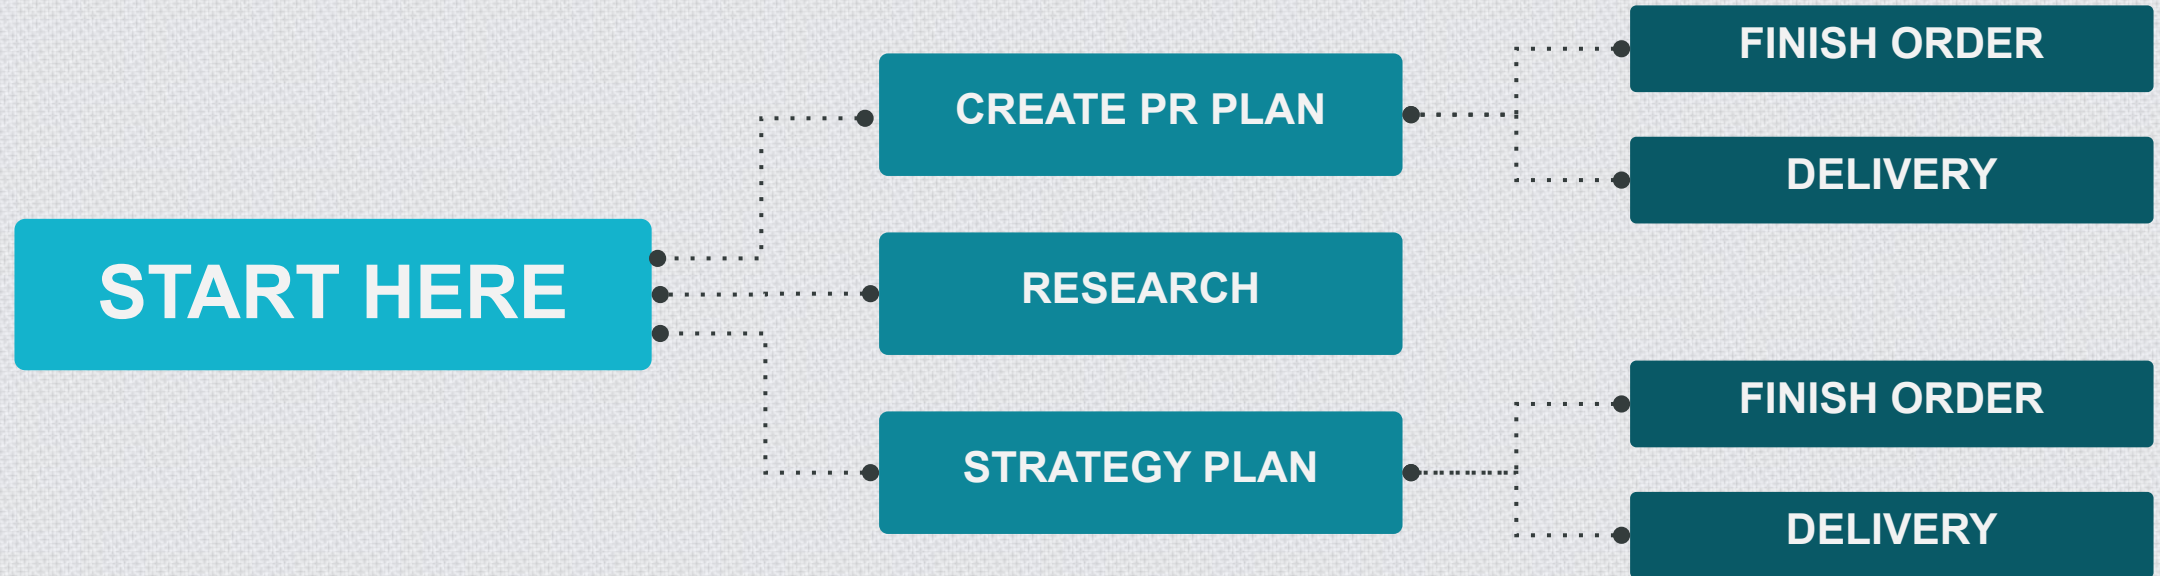 START HERE
CREATE PR PLAN
RESEARCH
STRATEGY PLAN
FINISH ORDER
DELIVERY
FINISH ORDER
DELIVERY